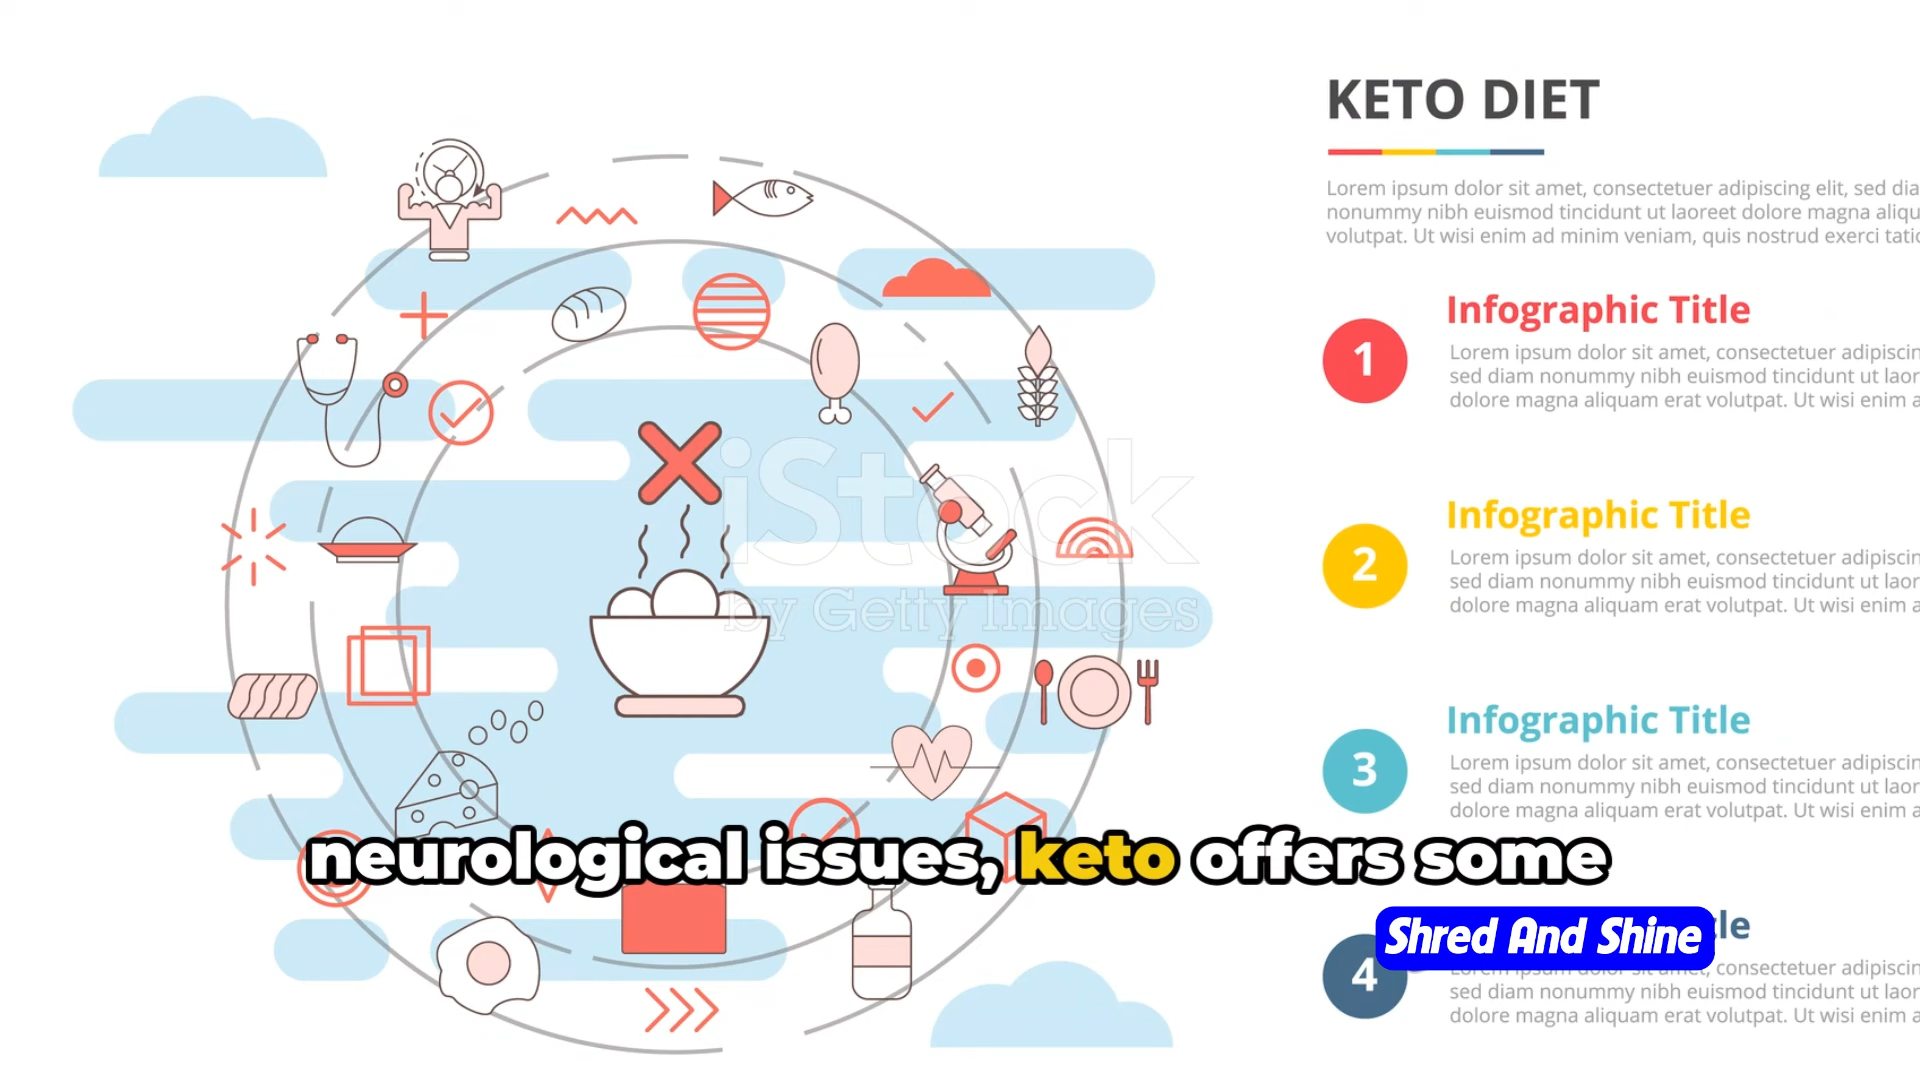 KETO DIET
Lorem ipsum dolor sit amet, consectetuer adipiscing elit, sed dia
nonummy nibh euismod tincidunt ut laoreet dolore magna aliqu
volutpat. Ut wisi enim ad minim veniam, quis nostrud exerci tatio
1
Infographic Title
Lorem ipsum dolor sit amet, consectetuer adipiscin
sed diam nonummy nibh euismod tincidunt ut laor
dolore magna aliquam erat volutpat. Ut wisi enim a
iStock
by Getty Images
2
Infographic Title
Lorem ipsum dolor sit amet, consectetuer adipiscin
sed diam nonummy nibh euismod tincidunt ut laor
dolore magna aliquam erat volutpat. Ut wisi enim a
3
Infographic Title
Lorem ipsum dolor sit amet, consectetuer adipiscin
sed diam nonummy nibh euismod tincidunt ut laor
dolore magna aliquam erat volutpat. Ut wisi enim a
neurological issues, keto offers some
Shred And Shine
4
Lorem ipsum dolor sit amet, consectetuer adipiscin
sed diam nonummy nibh euismod tincidunt ut laor
dolore magna aliquam erat volutpat. Ut wisi enim a